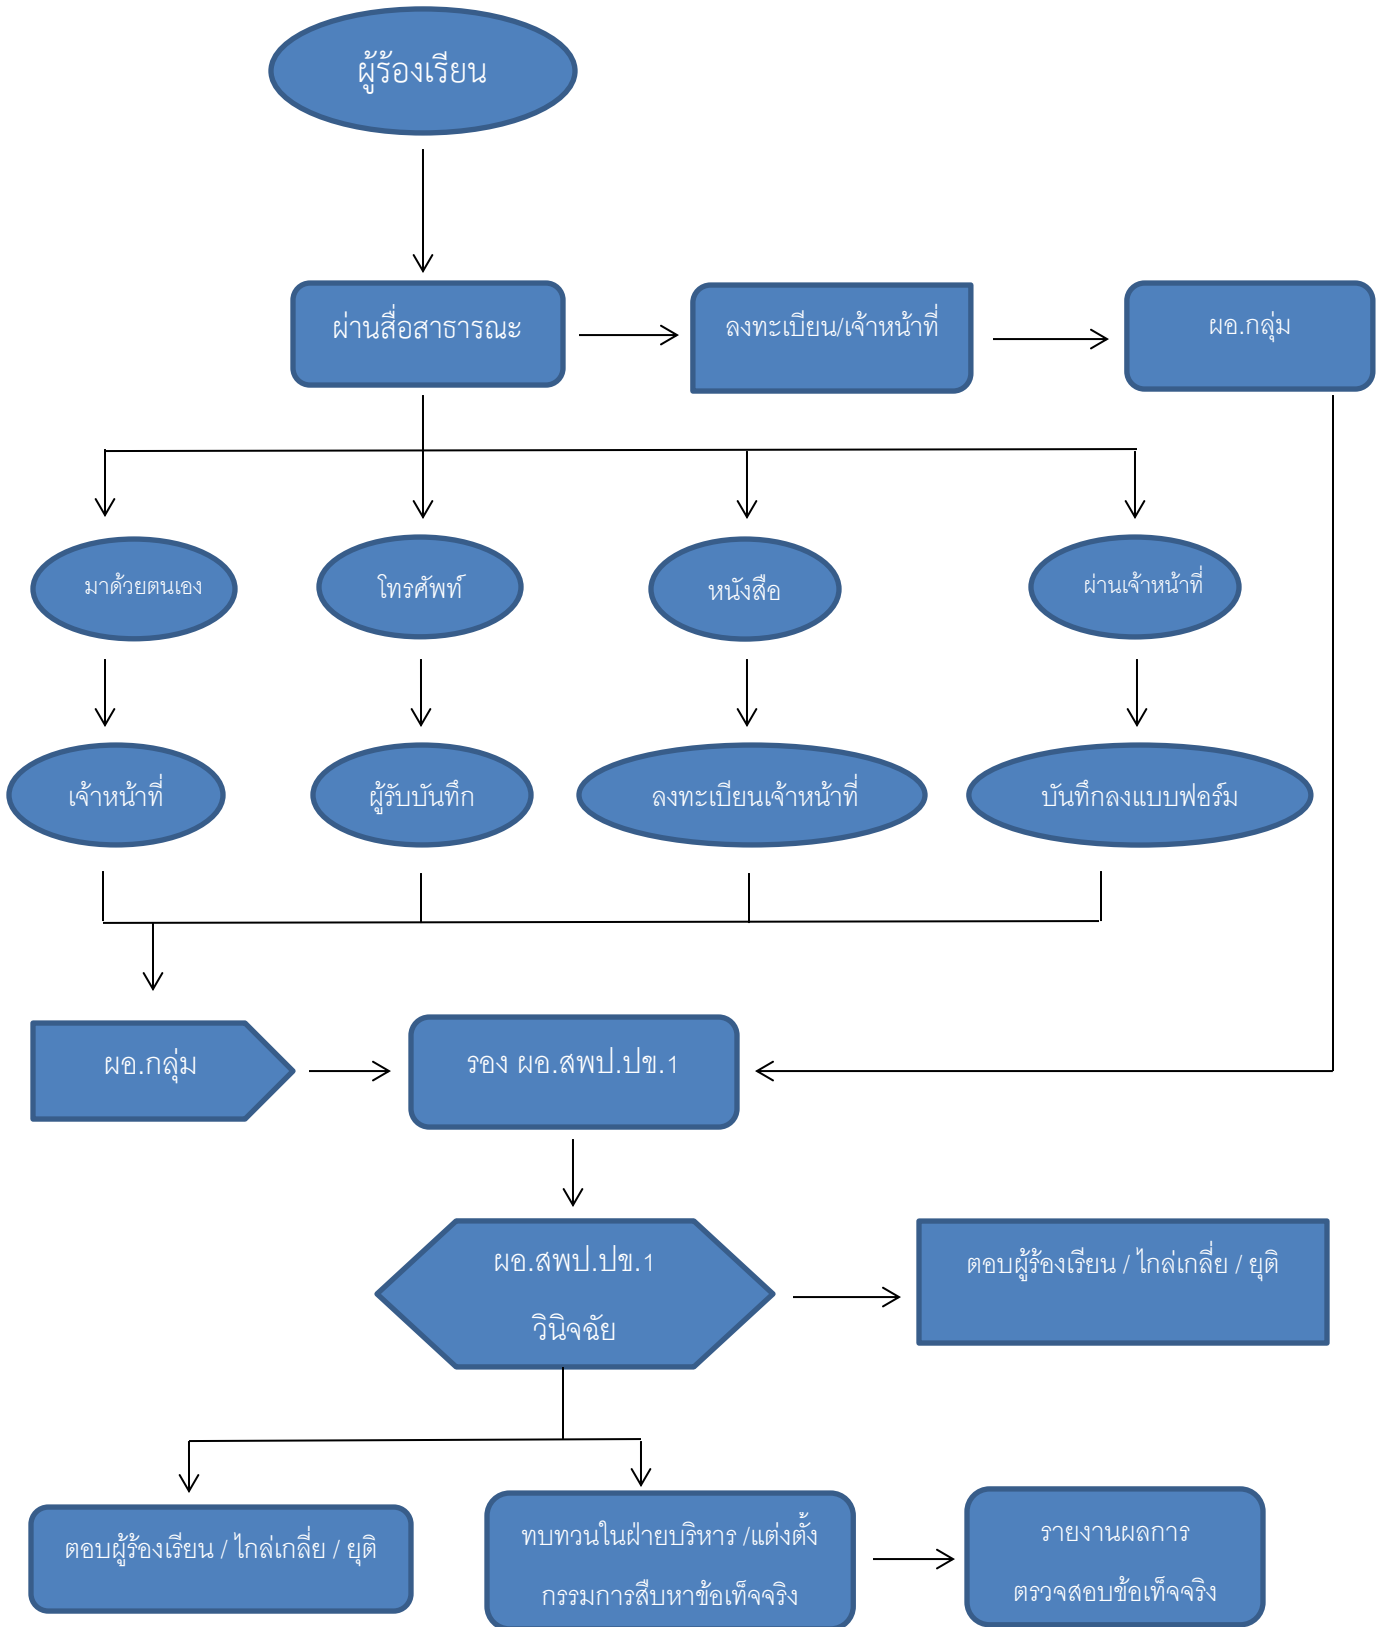 ผู้ร้องเรียน
ผ่านสื่อสาธารณะ
ลงทะเบียน/เจ้าหน้าที่
ผอ.กลุ่ม
มาด้วยตนเอง
โทรศัพท์
หนังสือ
ผ่านเจ้าหน้าที่
เจ้าหน้าที่
ผู้รับบันทึก
ลงทะเบียนเจ้าหน้าที่
บันทึกลงแบบฟอร์ม
ผอ.กลุ่ม
รอง ผอ.สพป.ปข.1
ผอ.สพป.ปข.1
วินิจฉัย
ตอบผู้ร้องเรียน / ไกล่เกลี่ย / ยุติ
ตอบผู้ร้องเรียน / ไกล่เกลี่ย / ยุติ
ทบทวนในฝ่ายบริหาร /แต่งตั้ง
กรรมการสืบหาข้อเท็จจริง
รายงานผลการ
ตรวจสอบข้อเท็จจริง